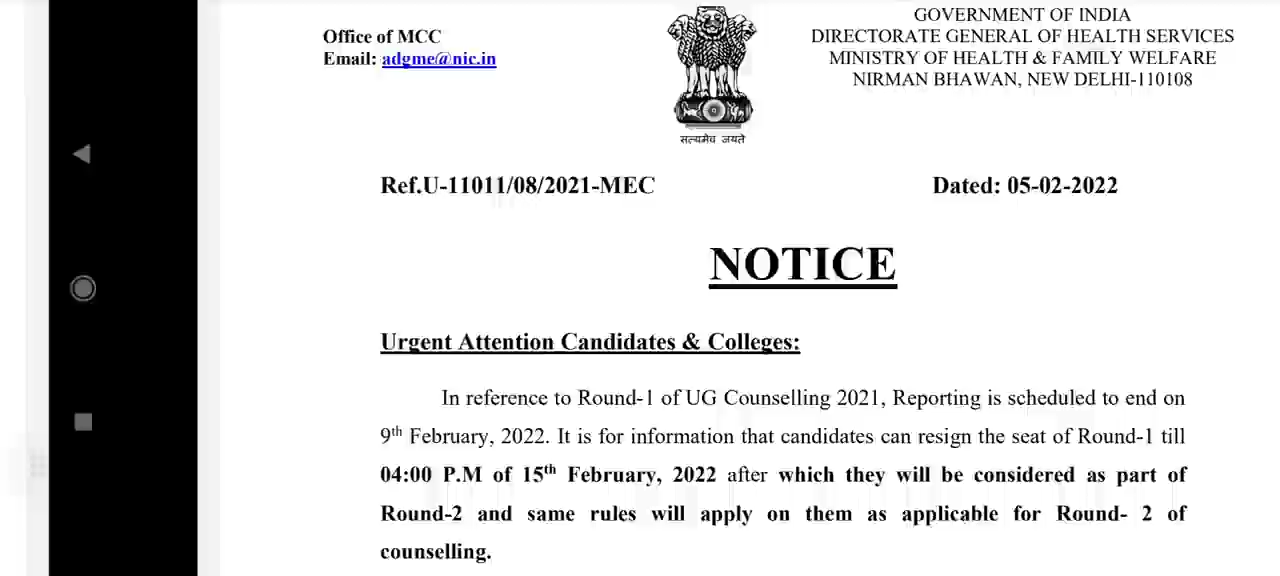 Office of MCC
Email: adgme@nic.in
सत्यमेव जयते
GOVERNMENT OF INDIA
DIRECTORATE GENERAL OF HEALTH SERVICES
MINISTRY OF HEALTH & FAMILY WELFARE
NIRMAN BHAWAN, NEW DELHI-110108
Ref.U-11011/08/2021-MEC
Dated: 05-02-2022
NOTICE
Urgent Attention Candidates & Colleges:
In reference to Round-1 of UG Counselling 2021, Reporting is scheduled to end on
9th February, 2022. It is for information that candidates can resign the seat of Round-1 till
04:00 P.M of 15th February, 2022 after which they will be considered as part of
Round-2 and same rules will apply on them as applicable for Round- 2 of
counselling.